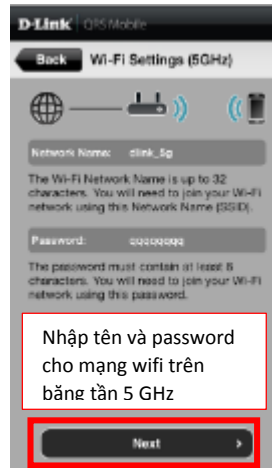 D-Link QRS Mobile
Back Wi-Fi Settings (5GHz)
Network Name: dlink_5g
The Wi-Fi Network Name is up to 32
characters. You will need to join your Wi-Fi
network using this Network Name (SSID).
Password: qqqqqqqq
The password must contain at least 8
characters. You will need to join your Wi-Fi
network using this password.
Nhập tên và password
cho mạng wifi trên
băng tần 5 GHz
Next